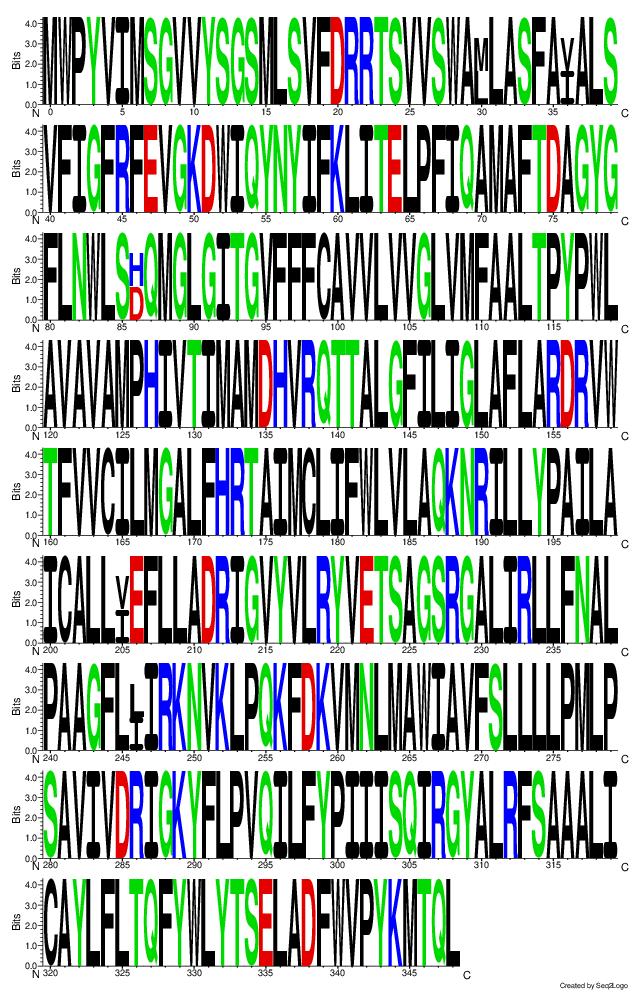 4.0
3.0
2.0
1.0
0.0
Bits
MWPYVIMSGVVYSGSMLSVFDRRTSVVSWAMLASFAVALS
L I
N 0 5 10 15 20 25 30 35 C
4.0
3.0
2.0
1.0
0.0
Bits
VFIGFRFEVGKDWIQYNYIFKLITELPFIQAMAFTDAGYG
N 40 45 50 55 60 65 70 75 C
4.0
3.0
2.0
1.0
0.0
Bits
FLNWLSHQMGLGITGVFFFCAVVLVVGLVMFAALTPYPWL
D
N 80 85 90 95 100 105 110 115 C
4.0
3.0
2.0
1.0
0.0
Bits
AVAVAMPHIVTIMAMDHVRQTTALGFILIGLAFLARDRVW
N 120 125 130 135 140 145 150 155 C
4.0
3.0
2.0
1.0
0.0
Bits
TFVVCILMGALFHRTAIMCLIFWLVLAQKNRILLYPAILA
N 160 165 170 175 180 185 190 195 C
4.0
3.0
2.0
1.0
0.0
Bits
ICALLVEFLLADRIGVYVLRYVETSAGSRGALIRLLFNAL
I
N 200 205 210 215 220 225 230 235 C
4.0
3.0
2.0
1.0
0.0
Bits
PAAGFLLIRKNVKLPQKFDKVMNLMAWIAVFSLLLLPMLP
I
N 240 245 250 255 260 265 270 275 C
4.0
3.0
2.0
1.0
0.0
Bits
SAVIVDRIGKYFLPVQILFYPIIISQIRGYALRFSAAALI
N 280 285 290 295 300 305 310 315 C
4.0
3.0
2.0
1.0
0.0
Bits
CAYLFLTQFYWLYTSELADFWVPYKMTQL
N 320 325 330 335 340 345 C
Created by Seq2Logo